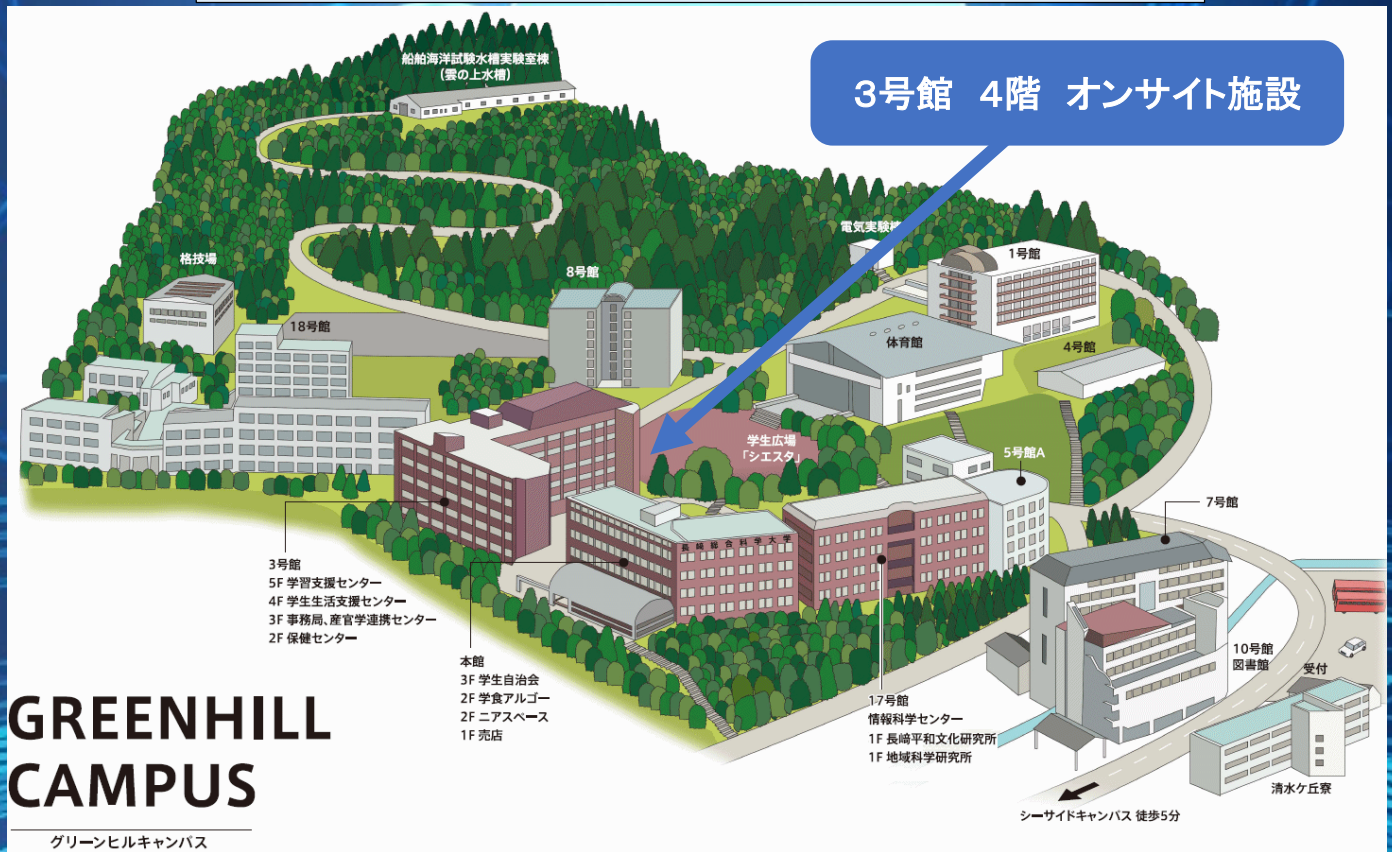 船舶海洋試験水槽実験室棟
(雲の上水槽)
3号館 4階 オンサイト施設
電気実験棟
格技場
8号館
1号館
18号館
体育館
4号館
学生広場
「シエスタ」
5号館A
7号館
長崎総合科学大学
3号館
5F 学習支援センター
4F 学生生活支援センター
3F 事務局、産官学連携センター
2F 保健センター
本館
3F 学生自治会
2F 学食アルゴー
2F ニアスペース
1F 売店
17号館
情報科学センター
1F 長崎平和文化研究所
1F 地域科学研究所
10号館
図書館
受付
清水ケ丘寮
シーサイドキャンパス 徒歩5分
GREENHILL
CAMPUS
グリーンヒルキャンパス